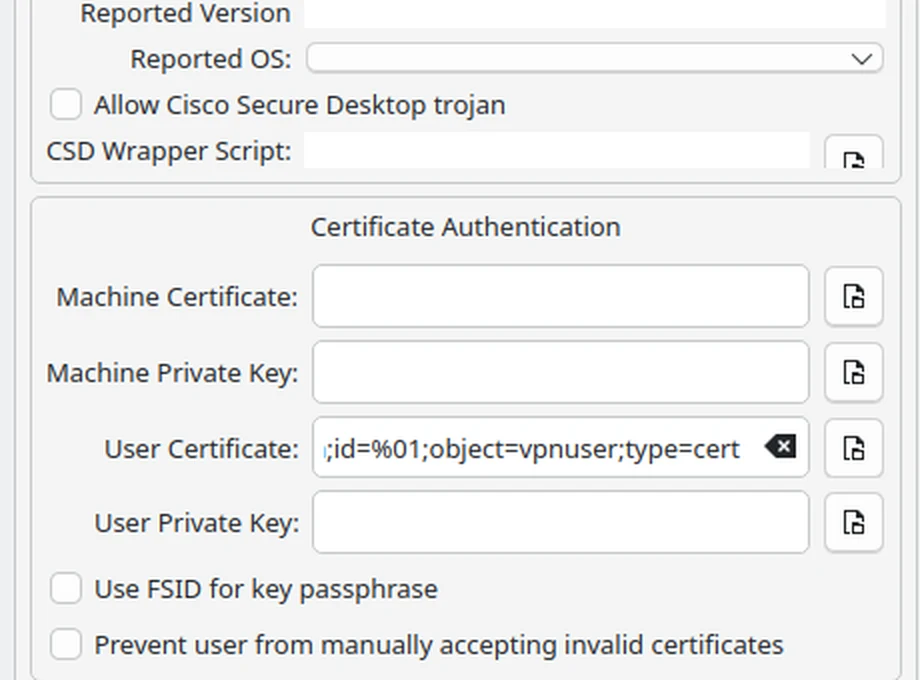 Reported Version
Reported OS:
Allow Cisco Secure Desktop trojan
CSD Wrapper Script:
Certificate Authentication
Machine Certificate:
Machine Private Key:
User Certificate: ;id=%01;object=vpnuser;type=cert
User Private Key:
Use FSID for key passphrase
Prevent user from manually accepting invalid certificates